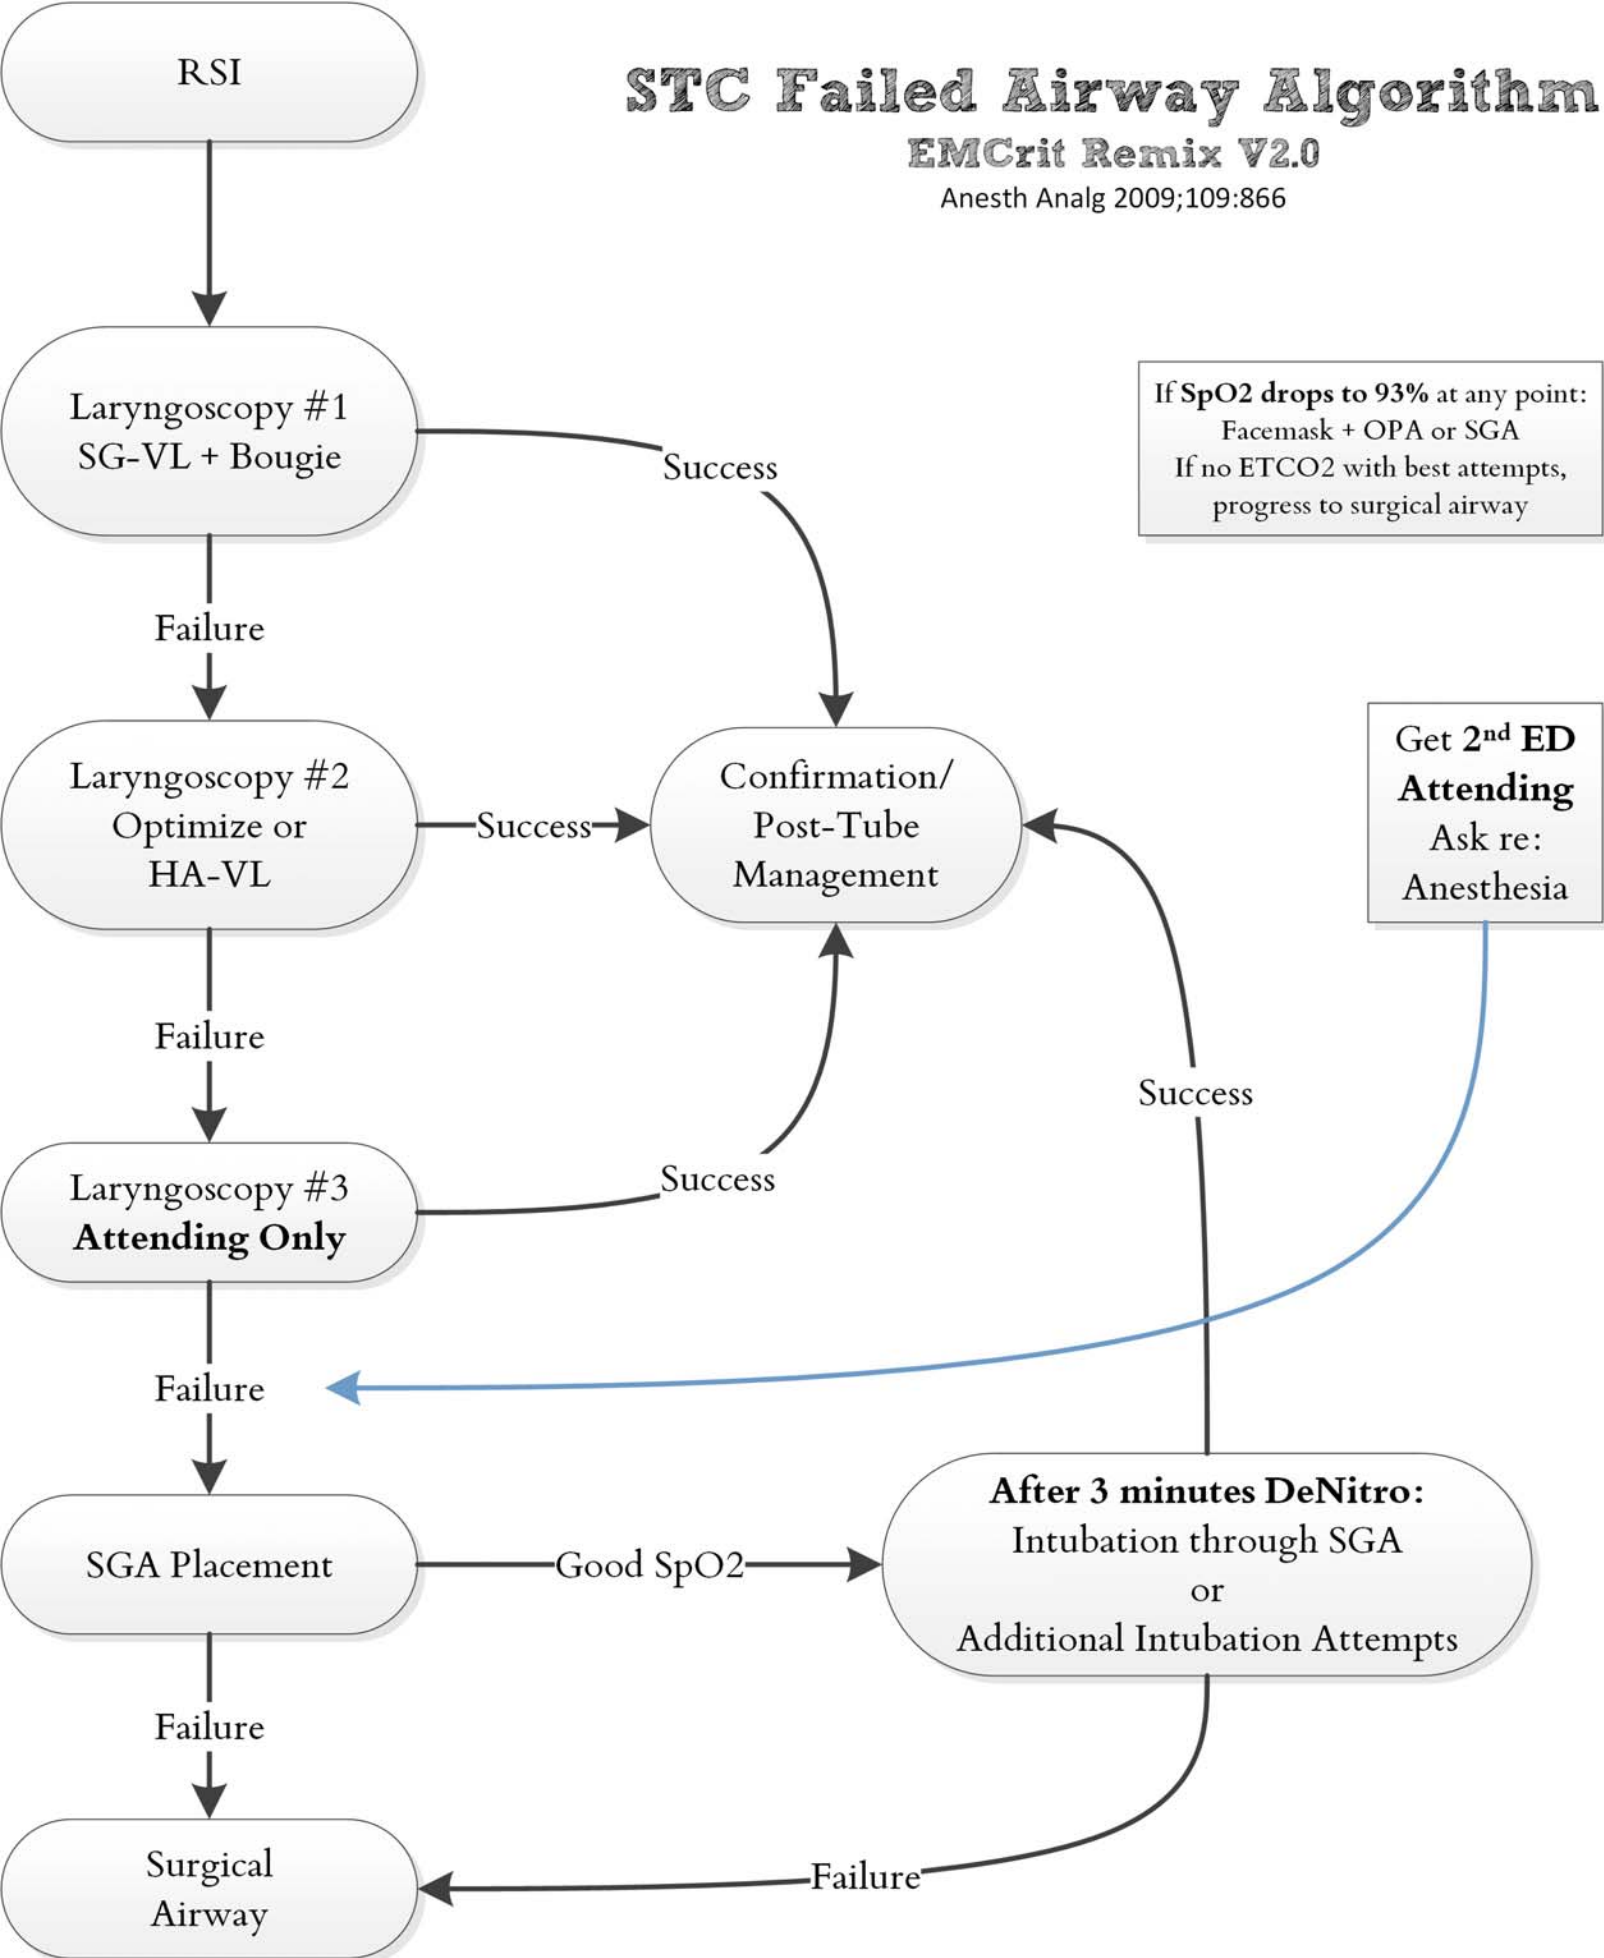 RSI
STC Failed Airway Algorithm
EMCrit Remix V2.0
Anesth Analg 2009;109:866
Laryngoscopy #1
SG-VL + Bougie
Success
If SpO2 drops to 93% at any point:
Facemask + OPA or SGA
If no ETCO2 with best attempts,
progress to surgical airway
Failure
Laryngoscopy #2
Optimize or
HA-VL
Success
Confirmation/
Post-Tube
Management
Get 2nd ED
Attending
Ask re:
Anesthesia
Failure
Success
Laryngoscopy #3
Attending Only
Success
Failure
SGA Placement
Good SpO2
After 3 minutes DeNitro:
Intubation through SGA
or
Additional Intubation Attempts
Failure
Surgical
Airway
Failure